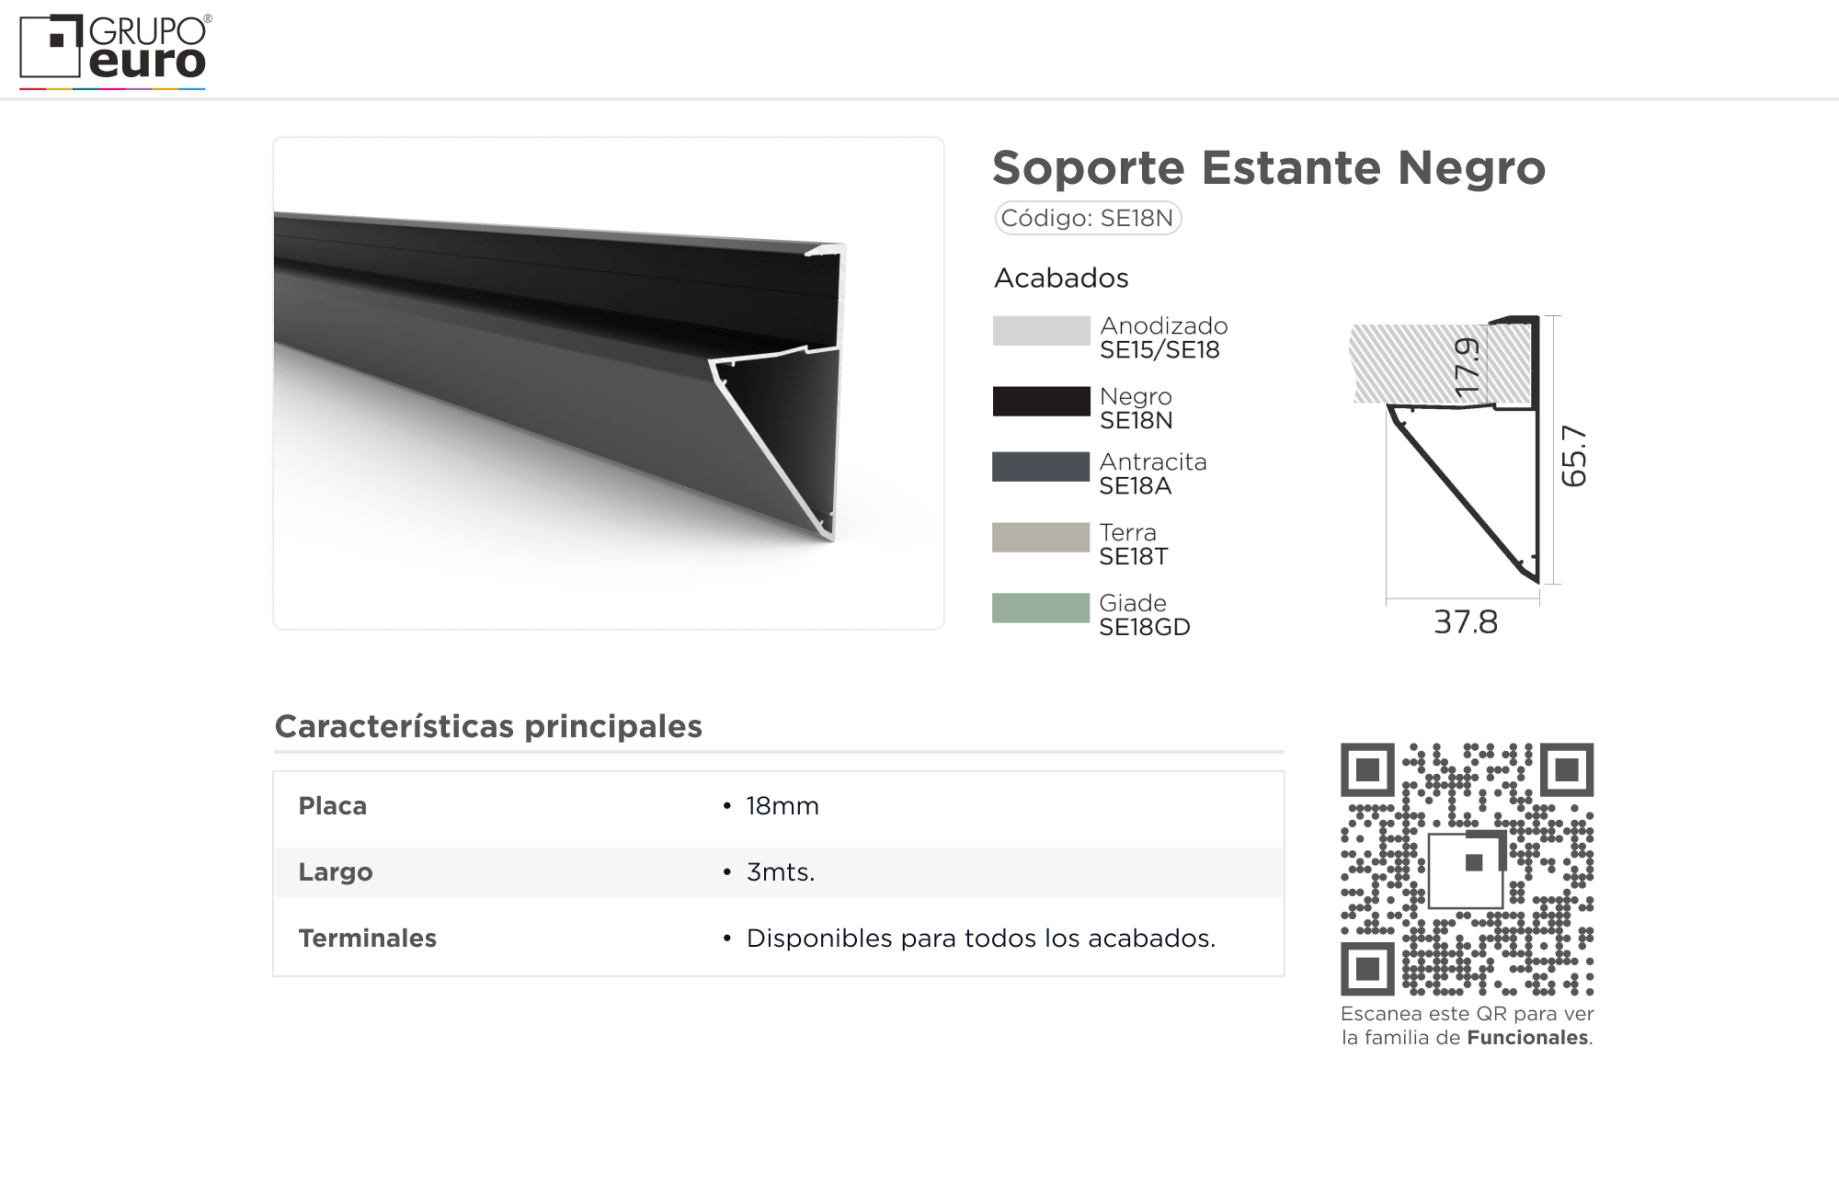 GRUPO®
euro
Soporte Estante Negro
Código: SE18N
Acabados
Anodizado
SE15/SE18
Negro
SE18N
Antracita
SE18A
Terra
SE18T
Giade
SE18GD
17.9
65.7
37.8
Características principales
Placa • 18mm
Largo • 3mts.
Terminales • Disponibles para todos los acabados.
Escanea este QR para ver
la familia de Funcionales.